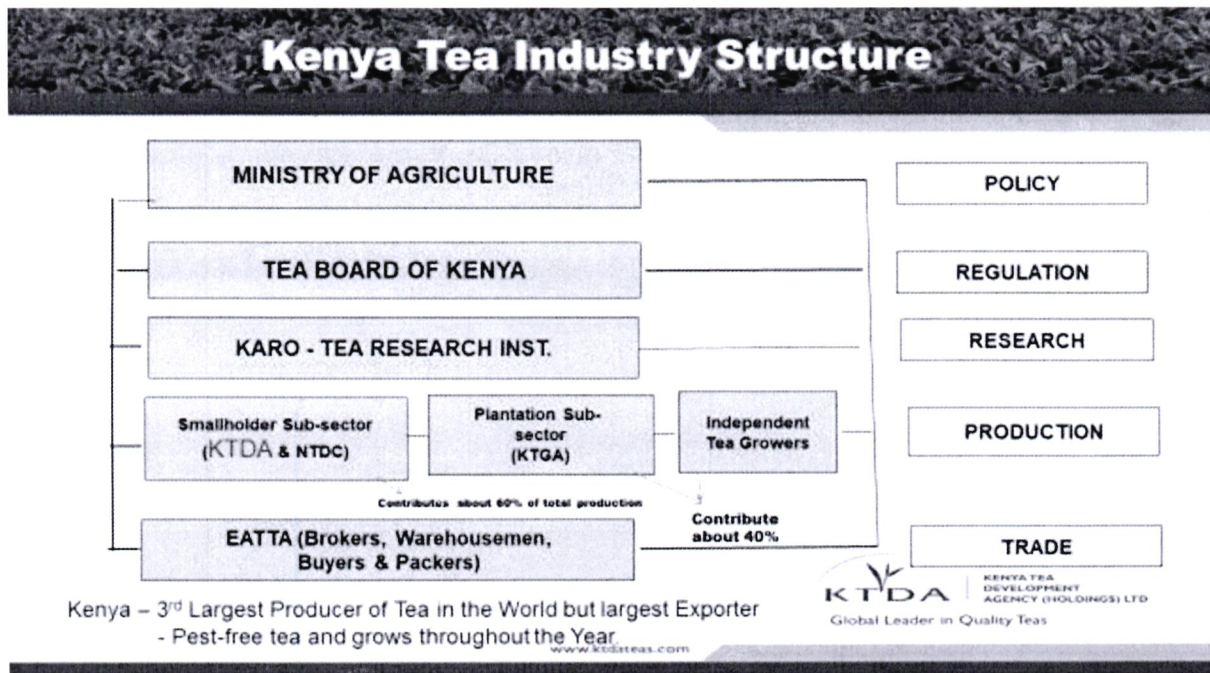 Kenya Tea Industry Structure
MINISTRY OF AGRICULTURE
POLICY
TEA BOARD OF KENYA
REGULATION
KARO - TEA RESEARCH INST.
RESEARCH
Smallholder Sub-sector
(KTDA & NTDC)
Plantation Sub-
sector
(KTGA)
Independent
Tea Growers
PRODUCTION
Contributes about 60% of total production
Contribute
about 40%
EATTA (Brokers, Warehousemen,
Buyers & Packers)
TRADE
KTDA
KENYA TEA
DEVELOPMENT
AGENCY (HOLDINGS) LTD
Global Leader in Quality Teas
Kenya – 3rd Largest Producer of Tea in the World but largest Exporter
- Pest-free tea and grows throughout the Year.
www.ktdateas.com